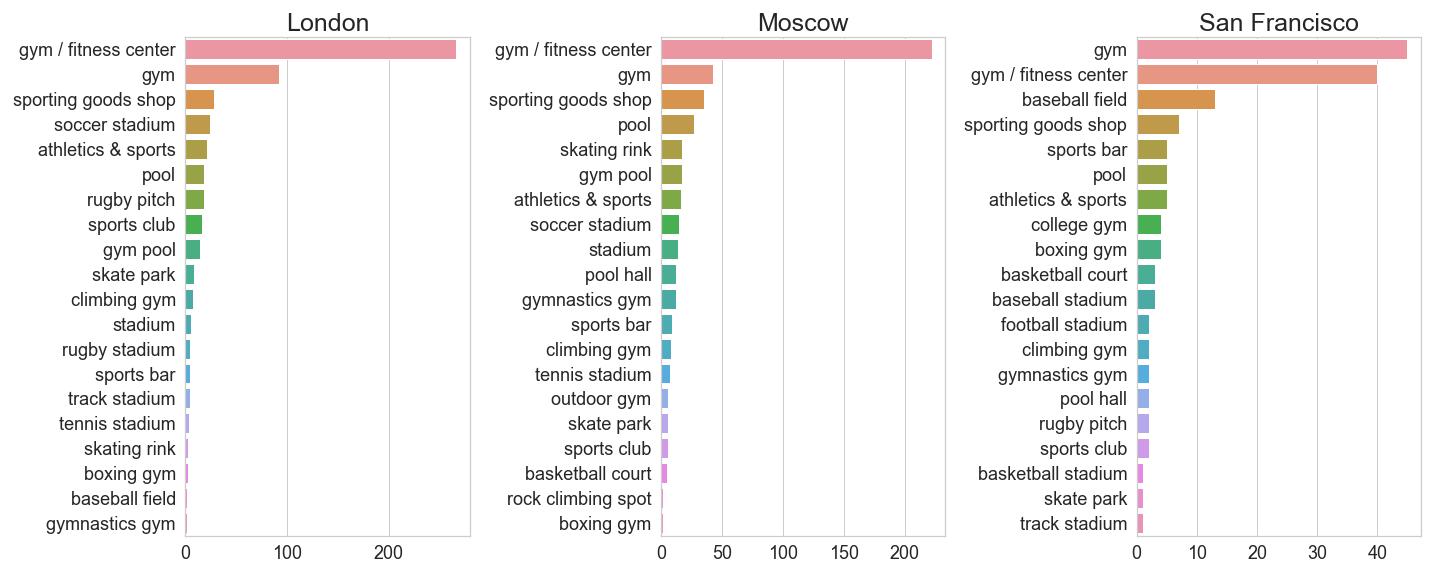 London
gym / fitness center
gym
sporting goods shop
soccer stadium
athletics & sports
pool
rugby pitch
sports club
gym pool
skate park
climbing gym
stadium
rugby stadium
sports bar
track stadium
tennis stadium
skating rink
boxing gym
baseball field
gymnastics gym
0 100 200
Moscow
gym / fitness center
gym
sporting goods shop
pool
skating rink
gym pool
athletics & sports
soccer stadium
stadium
pool hall
gymnastics gym
sports bar
climbing gym
tennis stadium
outdoor gym
skate park
sports club
basketball court
rock climbing spot
boxing gym
0 50 100 150 200
San Francisco
gym
gym / fitness center
baseball field
sporting goods shop
sports bar
pool
athletics & sports
college gym
boxing gym
basketball court
baseball stadium
football stadium
climbing gym
gymnastics gym
pool hall
rugby pitch
sports club
basketball stadium
skate park
track stadium
0 10 20 30 40